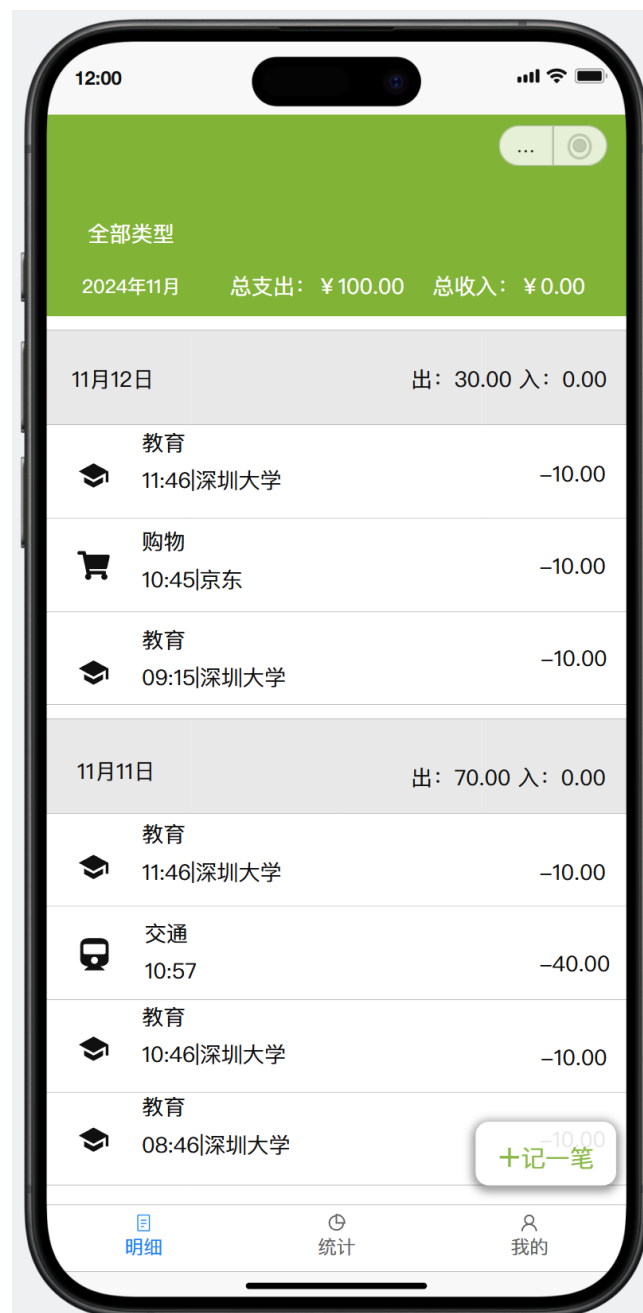 12:00
...
全部类型
2024年11月 总支出：¥100.00 总收入：¥0.00
11月12日 出：30.00 入：0.00
教育
11:46|深圳大学 –10.00
购物
10:45|京东 –10.00
教育
09:15|深圳大学 –10.00
11月11日 出：70.00 入：0.00
教育
11:46|深圳大学 –10.00
交通
10:57 –40.00
教育
10:46|深圳大学 –10.00
教育
08:46|深圳大学 –10.00
+记一笔
明细 统计 我的